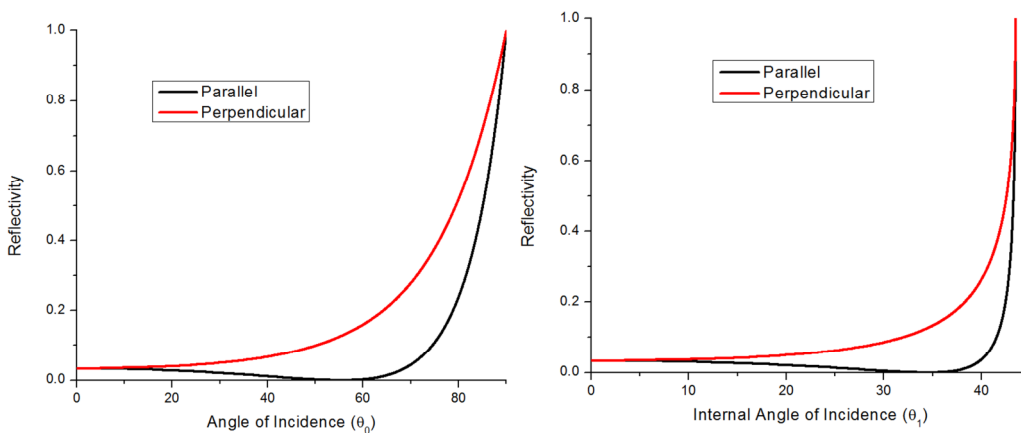 1.0
0.8
0.6
0.4
0.2
0.0
Reflectivity
Parallel
Perpendicular
0 20 40 60 80
Angle of Incidence (θ₀)
1.0
0.8
0.6
0.4
0.2
0.0
Reflectivity
Parallel
Perpendicular
0 10 20 30 40
Internal Angle of Incidence (θ₁)